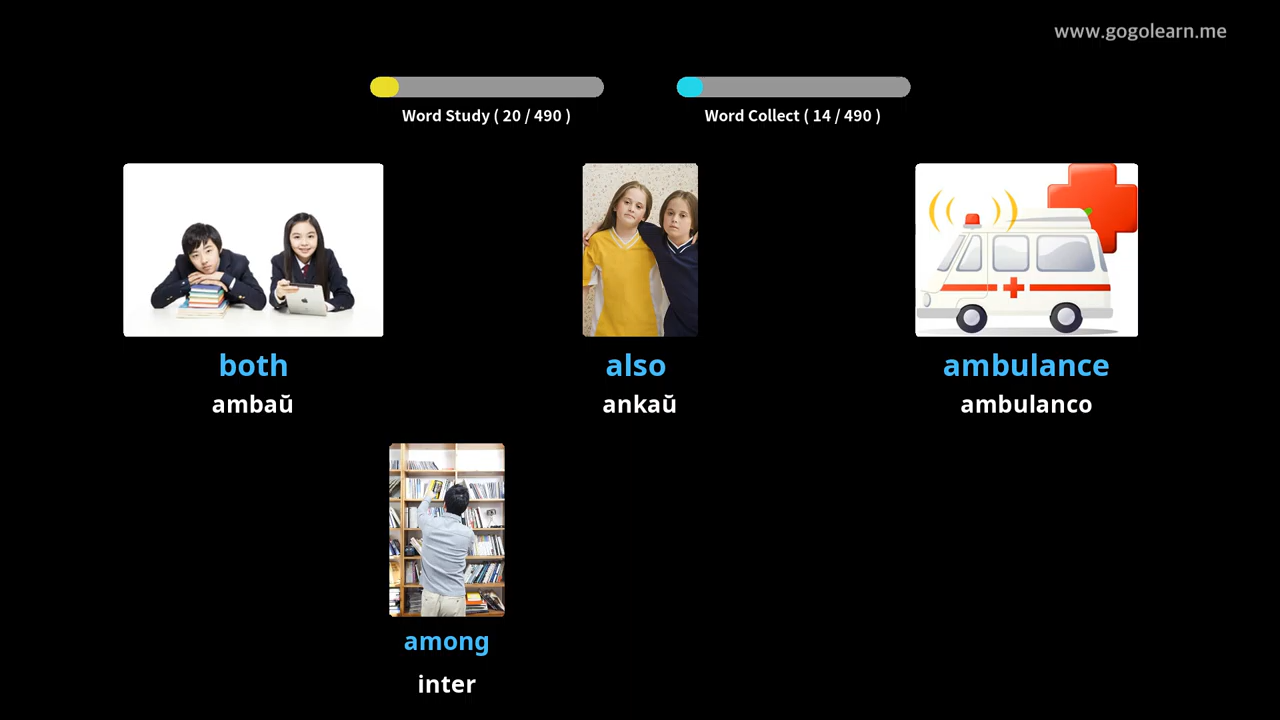 www.gogolearn.me
Word Study ( 20 / 490 )
Word Collect ( 14 / 490 )
both
ambaŭ
also
ankaŭ
ambulance
ambulanco
among
inter